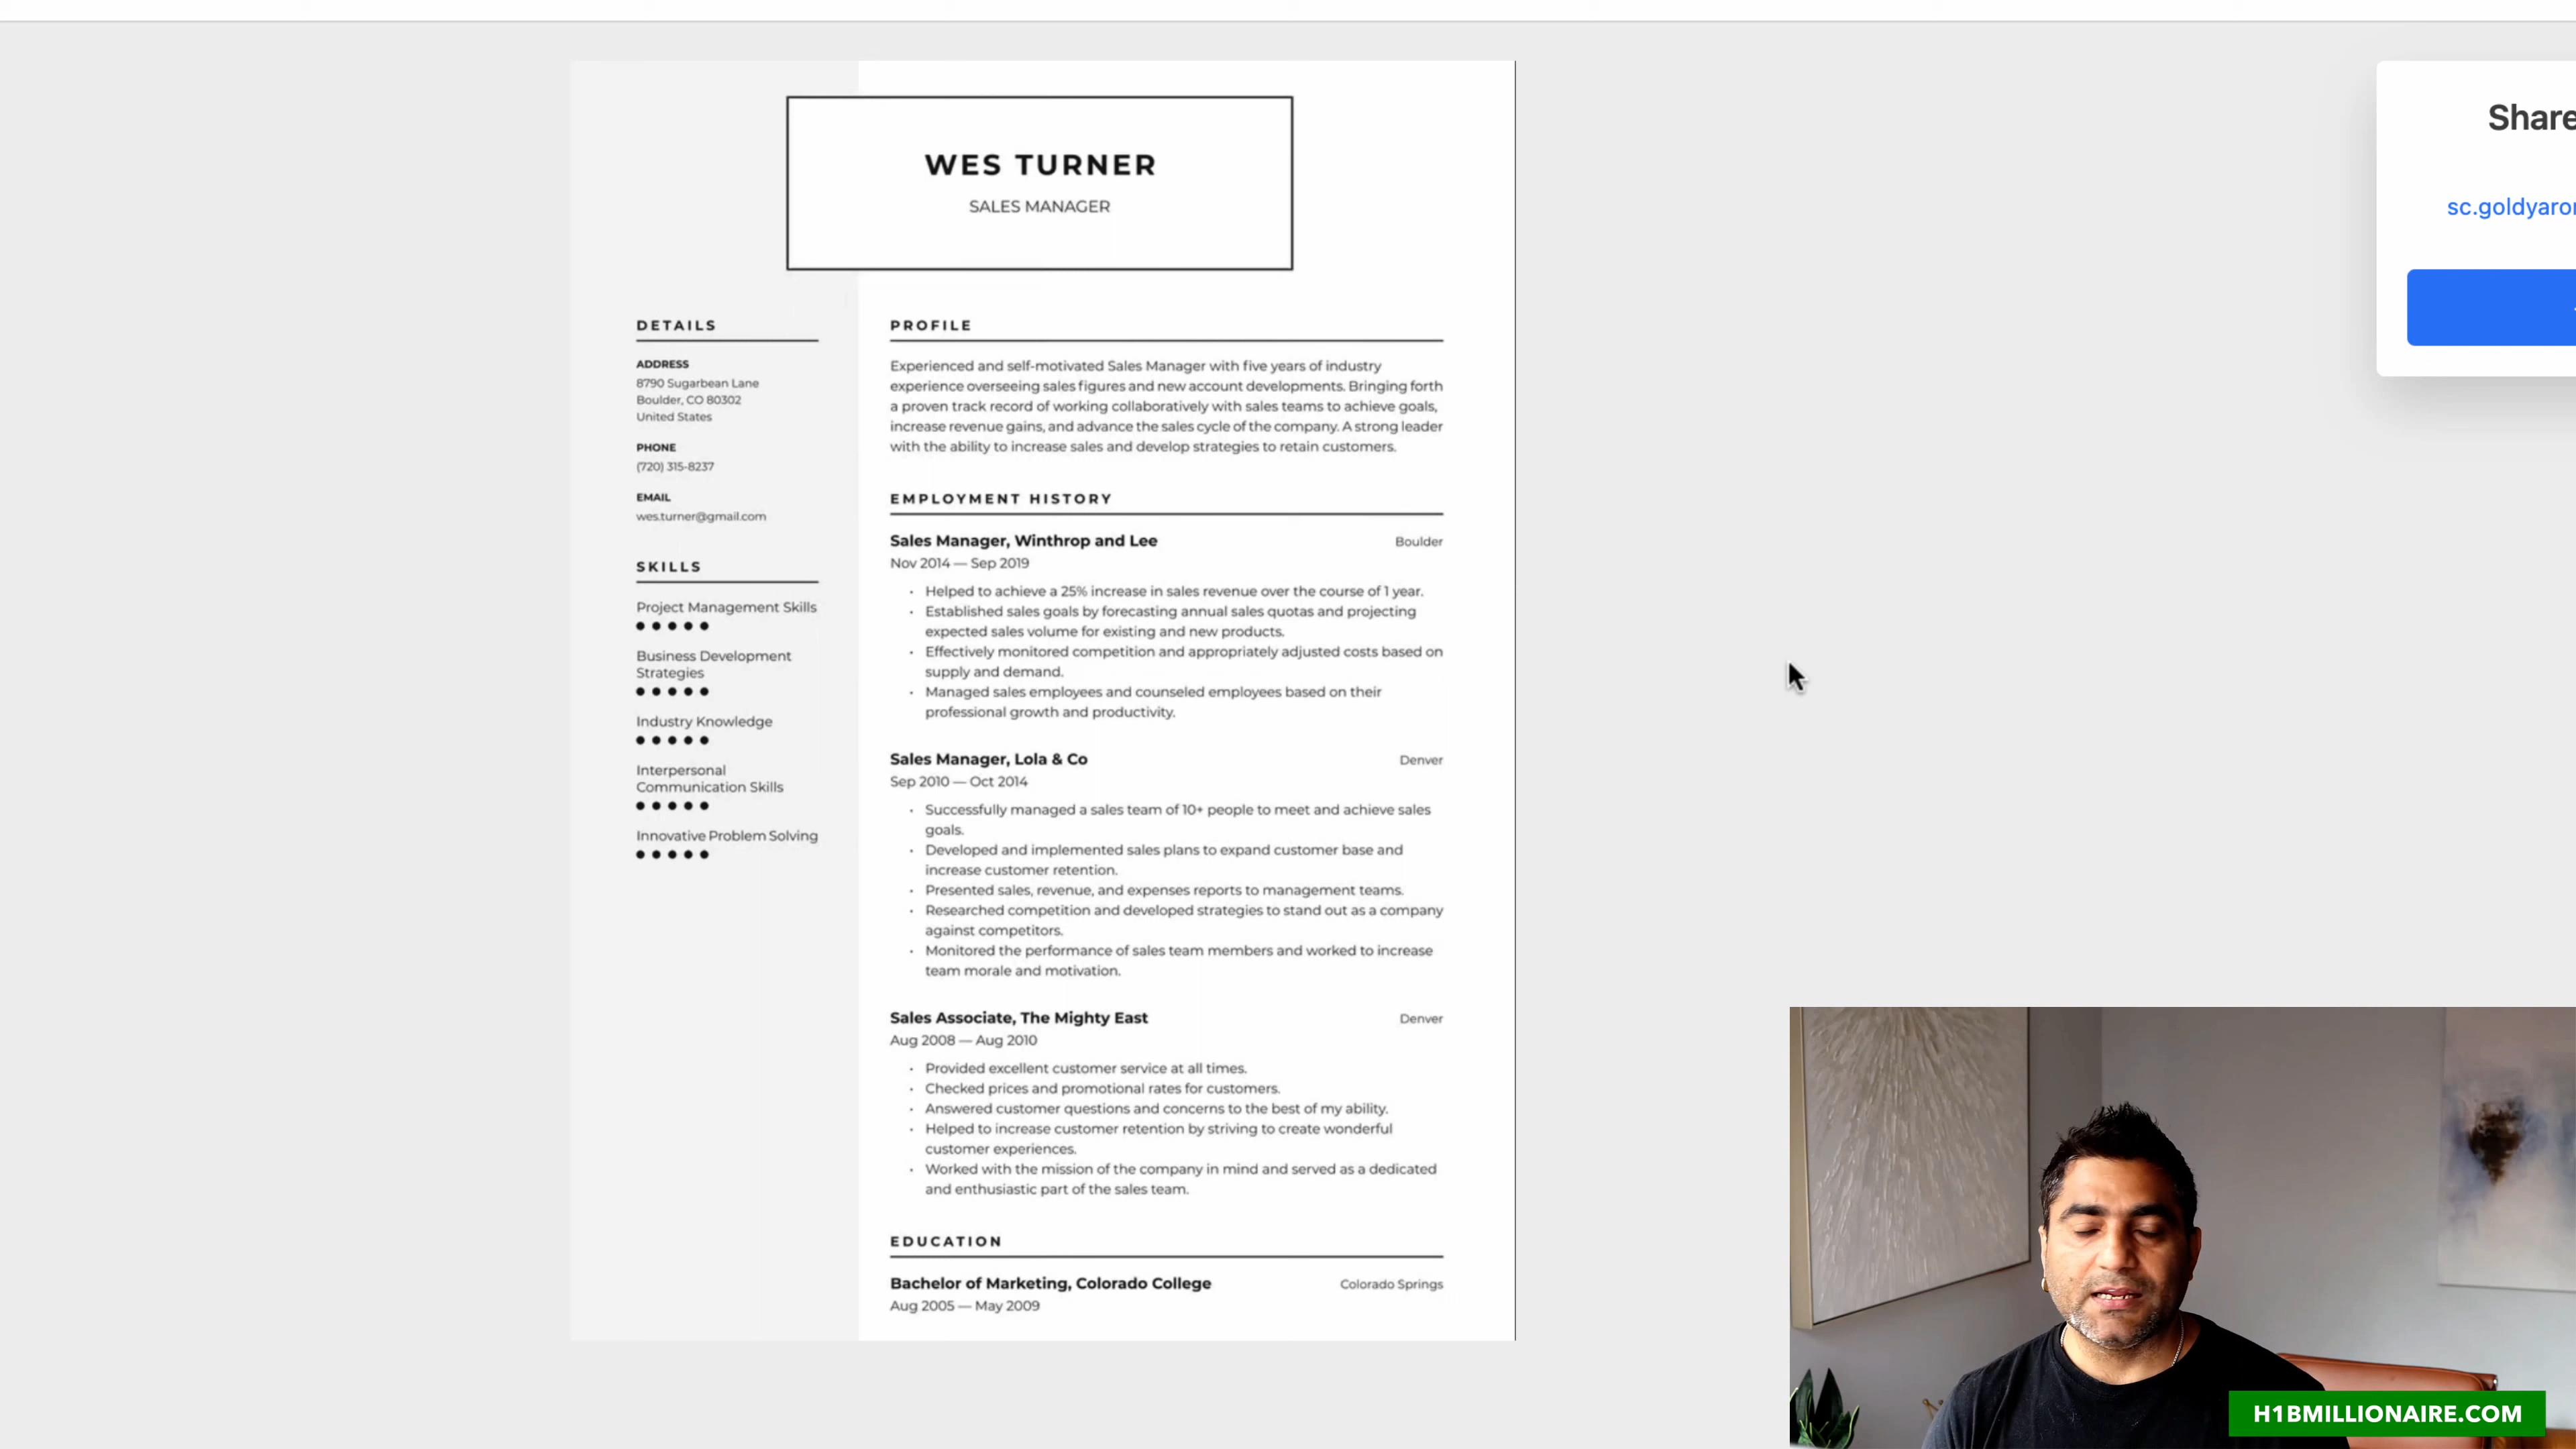 WES TURNER
SALES MANAGER
DETAILS
ADDRESS
8790 Sugarbean Lane
Boulder, CO 80302
United States
PHONE
(720) 315-8237
EMAIL
wes.turner@gmail.com
SKILLS
Project Management Skills
Business Development
Strategies
Industry Knowledge
Interpersonal
Communication Skills
Innovative Problem Solving
PROFILE
Experienced and self-motivated Sales Manager with five years of industry
experience overseeing sales figures and new account developments. Bringing forth
a proven track record of working collaboratively with sales teams to achieve goals,
increase revenue gains, and advance the sales cycle of the company. A strong leader
with the ability to increase sales and develop strategies to retain customers.
EMPLOYMENT HISTORY
Sales Manager, Winthrop and Lee Boulder
Nov 2014 — Sep 2019
· Helped to achieve a 25% increase in sales revenue over the course of 1 year.
· Established sales goals by forecasting annual sales quotas and projecting
expected sales volume for existing and new products.
· Effectively monitored competition and appropriately adjusted costs based on
supply and demand.
· Managed sales employees and counseled employees based on their
professional growth and productivity.
Sales Manager, Lola & Co Denver
Sep 2010 — Oct 2014
· Successfully managed a sales team of 10+ people to meet and achieve sales
goals.
· Developed and implemented sales plans to expand customer base and
increase customer retention.
· Presented sales, revenue, and expenses reports to management teams.
· Researched competition and developed strategies to stand out as a company
against competitors.
· Monitored the performance of sales team members and worked to increase
team morale and motivation.
Sales Associate, The Mighty East Denver
Aug 2008 — Aug 2010
· Provided excellent customer service at all times.
· Checked prices and promotional rates for customers.
· Answered customer questions and concerns to the best of my ability.
· Helped to increase customer retention by striving to create wonderful
customer experiences.
· Worked with the mission of the company in mind and served as a dedicated
and enthusiastic part of the sales team.
EDUCATION
Bachelor of Marketing, Colorado College Colorado Springs
Aug 2005 — May 2009
Share
sc.goldyaro
H1BMILLIONAIRE.COM